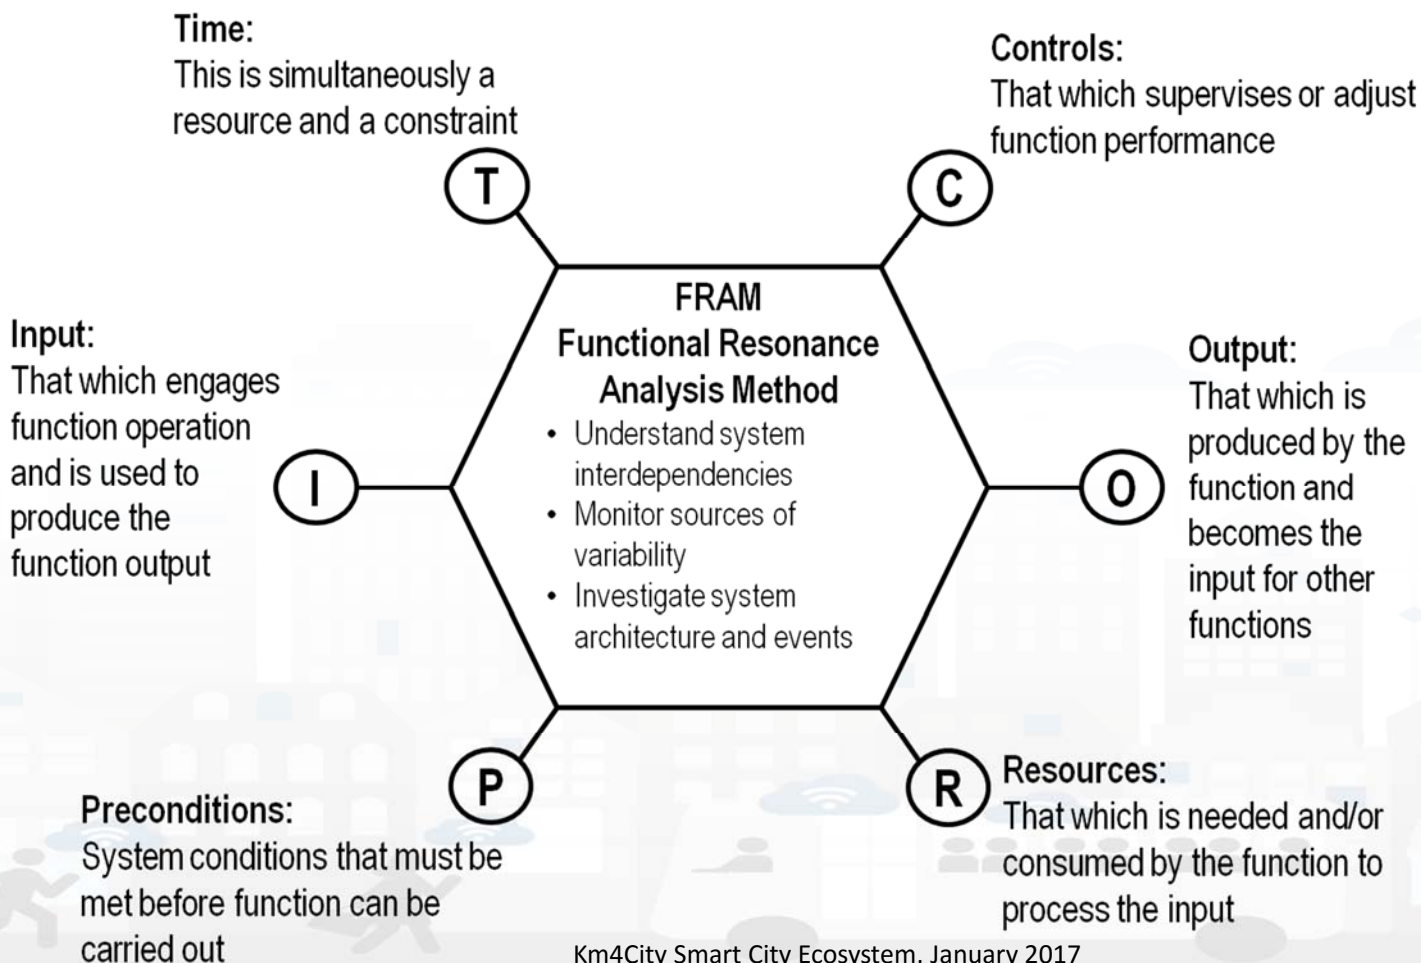 Time:
This is simultaneously a
resource and a constraint
Controls:
That which supervises or adjust
function performance
T
C
FRAM
Functional Resonance
Analysis Method
• Understand system
interdependencies
• Monitor sources of
variability
• Investigate system
architecture and events
Input:
That which engages
function operation
and is used to
produce the
function output
I
O
Output:
That which is
produced by the
function and
becomes the
input for other
functions
P
R
Preconditions:
System conditions that must be
met before function can be
carried out
Resources:
That which is needed and/or
consumed by the function to
process the input
Km4City Smart City Ecosystem, January 2017